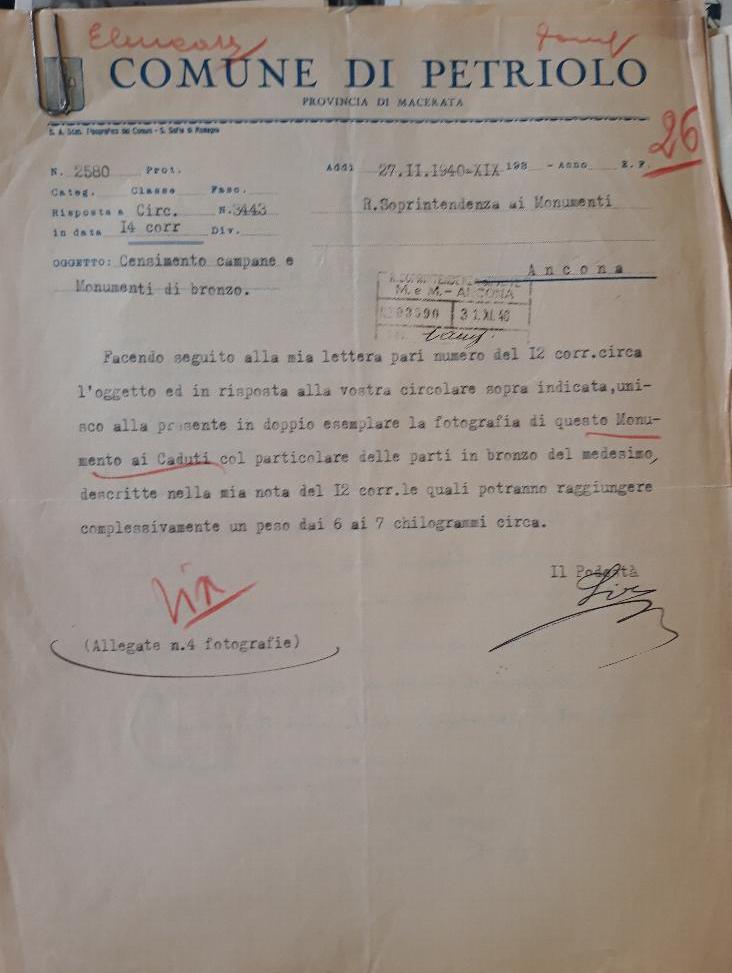 COMUNE DI PETRIOLO
PROVINCIA DI MACERATA
26
N. 2580 Prot.
Addì 27.II.1940-XIX 193 - Anno E. F.
Categ. Classe Fasc.
R.Soprintendenza ai Monumenti
Risposta a Circ. N.3443
in data I4 corr Div.
OGGETTO: Censimento campane e
Monumenti di bronzo.
Ancona
M. e M. - ANCONA
Facendo seguito alla mia lettera pari numero del I2 corr.circa
l'oggetto ed in risposta alla vostra circolare sopra indicata,uni-
sco alla presente in doppio esemplare la fotografia di questo Monu-
mento ai Caduti col particolare delle parti in bronzo del medesimo,
descritte nella mia nota del I2 corr.le quali potranno raggiungere
complessivamente un peso dai 6 ai 7 chilogrammi circa.
Il Podestà
(Allegate n.4 fotografie)